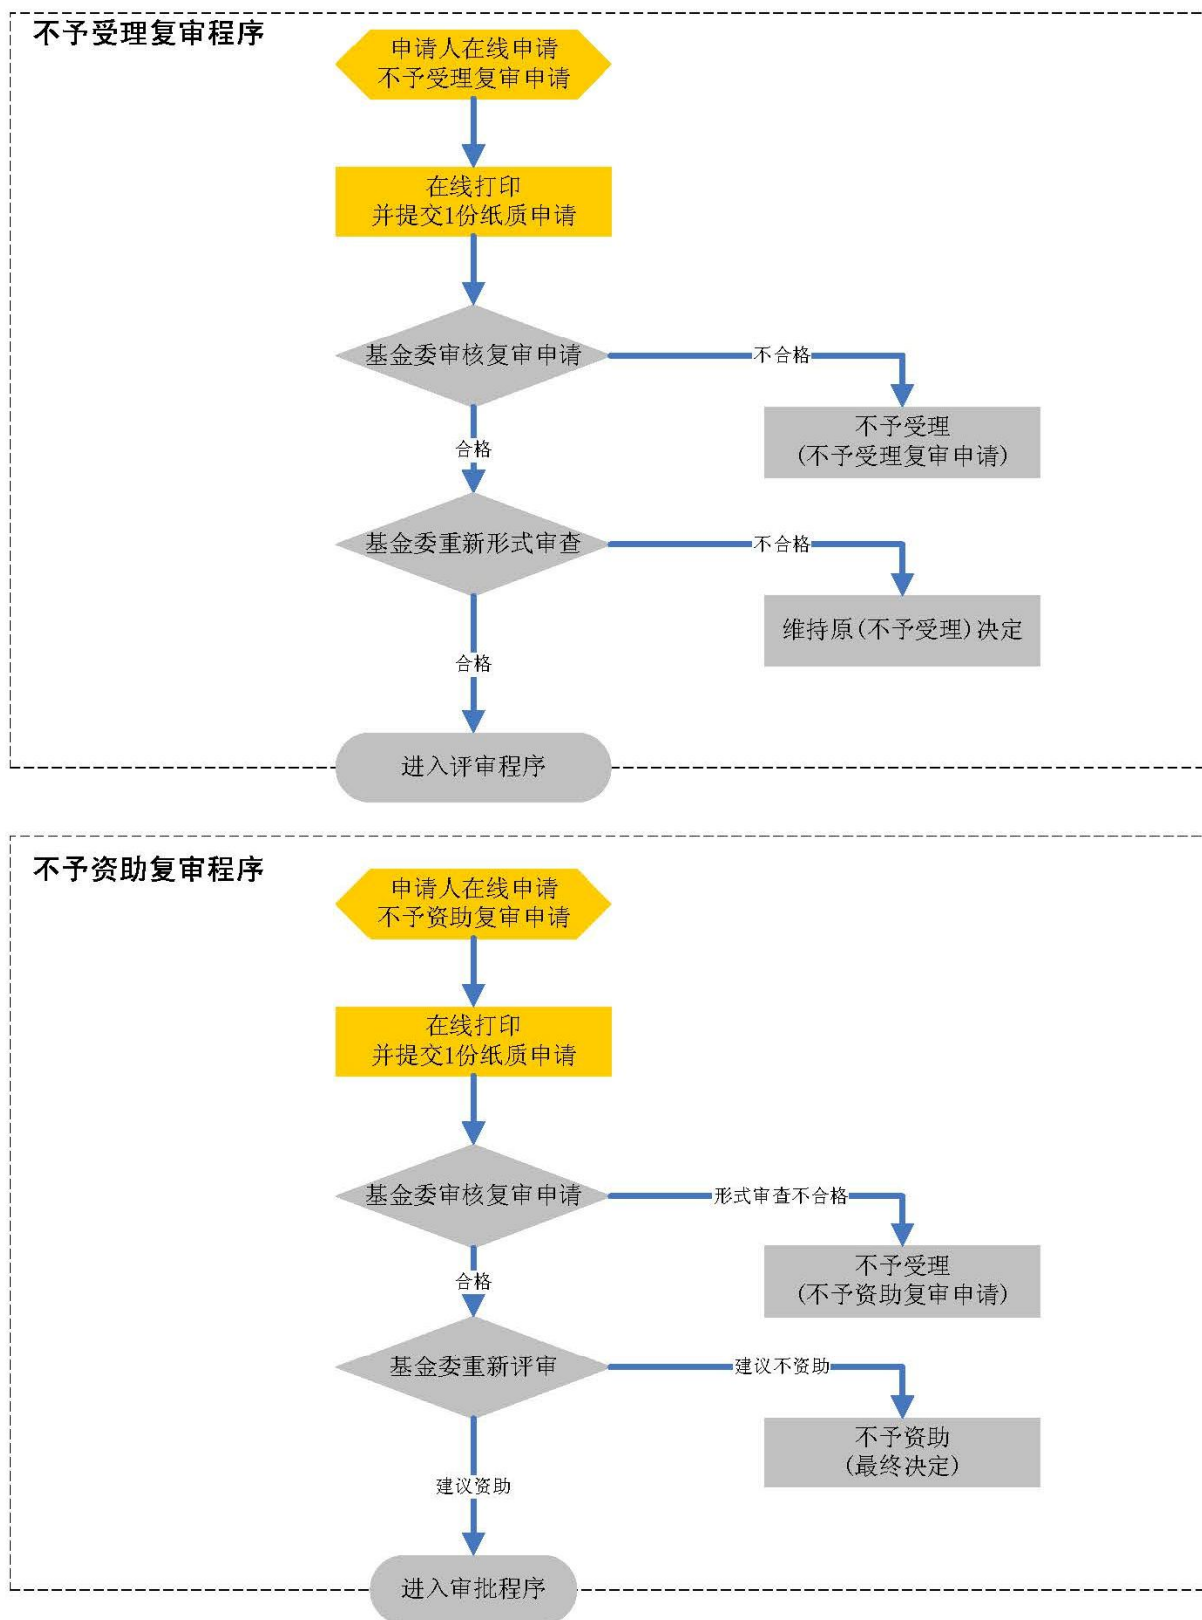 不予受理复审程序
申请人在线申请
不予受理复审申请
在线打印
并提交1份纸质申请
基金委审核复审申请
不合格
不予受理
(不予受理复审申请)
合格
基金委重新形式审查
不合格
维持原(不予受理)决定
合格
进入评审程序
不予资助复审程序
申请人在线申请
不予资助复审申请
在线打印
并提交1份纸质申请
基金委审核复审申请
形式审查不合格
不予受理
(不予资助复审申请)
合格
基金委重新评审
建议不资助
不予资助
(最终决定)
建议资助
进入审批程序